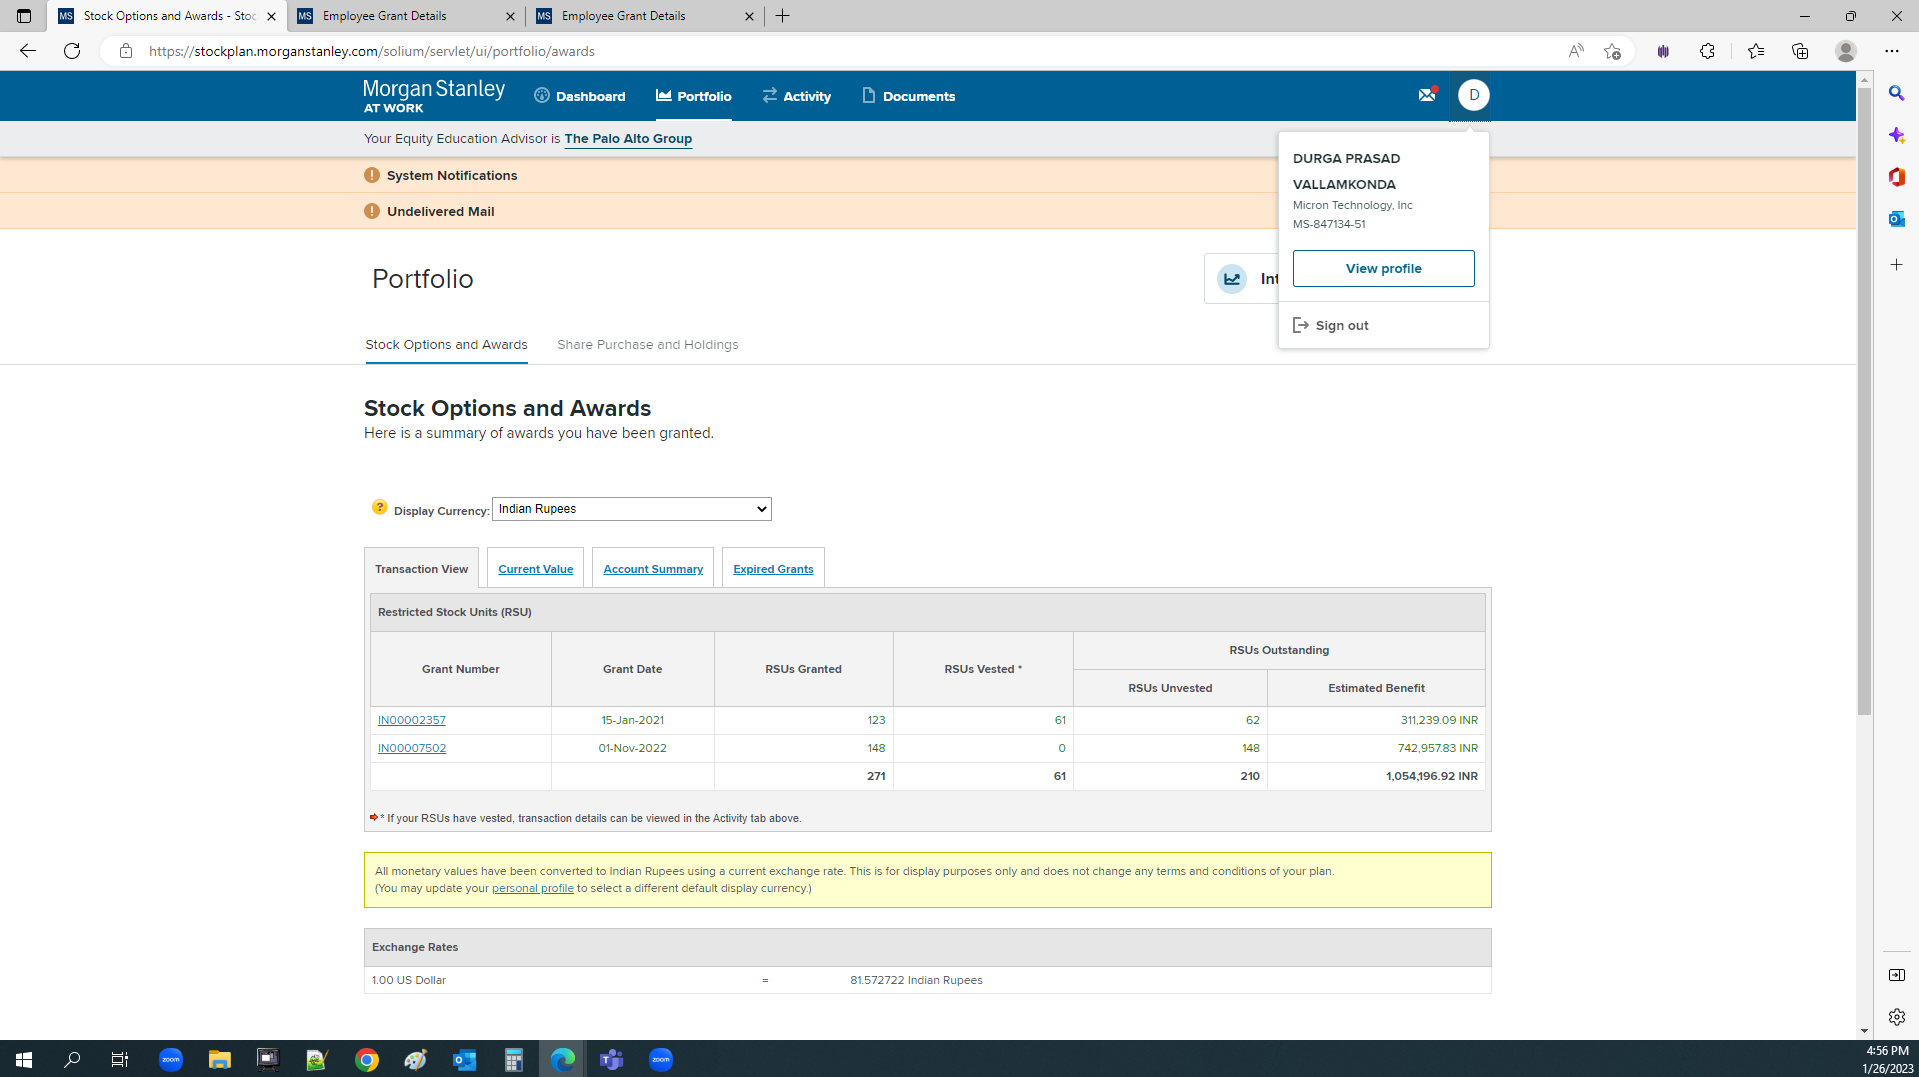 Stock Options and Awards - Stoc
Employee Grant Details
Employee Grant Details
https://stockplan.morganstanley.com/solium/servlet/ui/portfolio/awards
Morgan Stanley
AT WORK
Dashboard
Portfolio
Activity
Documents
D
Your Equity Education Advisor is The Palo Alto Group
System Notifications
Undelivered Mail
DURGA PRASAD
VALLAMKONDA
Micron Technology, Inc
MS-847134-51
View profile
Sign out
Portfolio
Int
Stock Options and Awards
Share Purchase and Holdings
Stock Options and Awards
Here is a summary of awards you have been granted.
Display Currency: Indian Rupees
Transaction View
Current Value
Account Summary
Expired Grants
Restricted Stock Units (RSU)
Grant Number
Grant Date
RSUs Granted
RSUs Vested *
RSUs Outstanding
RSUs Unvested
Estimated Benefit
IN00002357 15-Jan-2021 123 61 62 311,239.09 INR
IN00007502 01-Nov-2022 148 0 148 742,957.83 INR
271 61 210 1,054,196.92 INR
* If your RSUs have vested, transaction details can be viewed in the Activity tab above.
All monetary values have been converted to Indian Rupees using a current exchange rate. This is for display purposes only and does not change any terms and conditions of your plan.
(You may update your personal profile to select a different default display currency.)
Exchange Rates
1.00 US Dollar = 81.572722 Indian Rupees
4:56 PM
1/26/2023